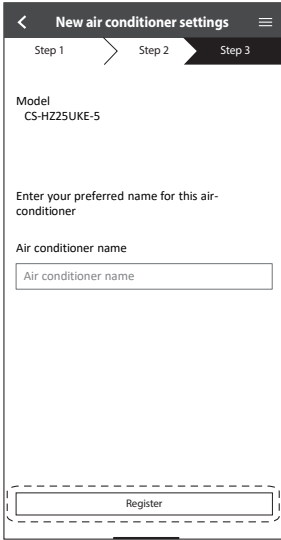 New air conditioner settings
Step 1
Step 2
Step 3
Model
CS-HZ25UKE-5
Enter your preferred name for this air-
conditioner
Air conditioner name
Air conditioner name
Register